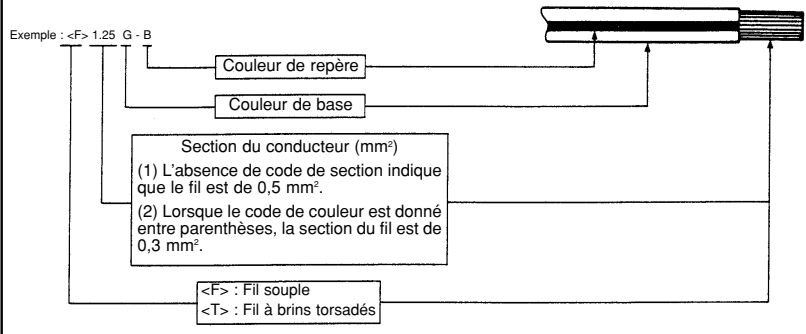 Exemple : <F> 1.25 G - B
Couleur de repère
Couleur de base
Section du conducteur (mm²)
(1) L'absence de code de section indique
que le fil est de 0,5 mm².
(2) Lorsque le code de couleur est donné
entre parenthèses, la section du fil est de
0,3 mm².
<F> : Fil souple
<T> : Fil à brins torsadés